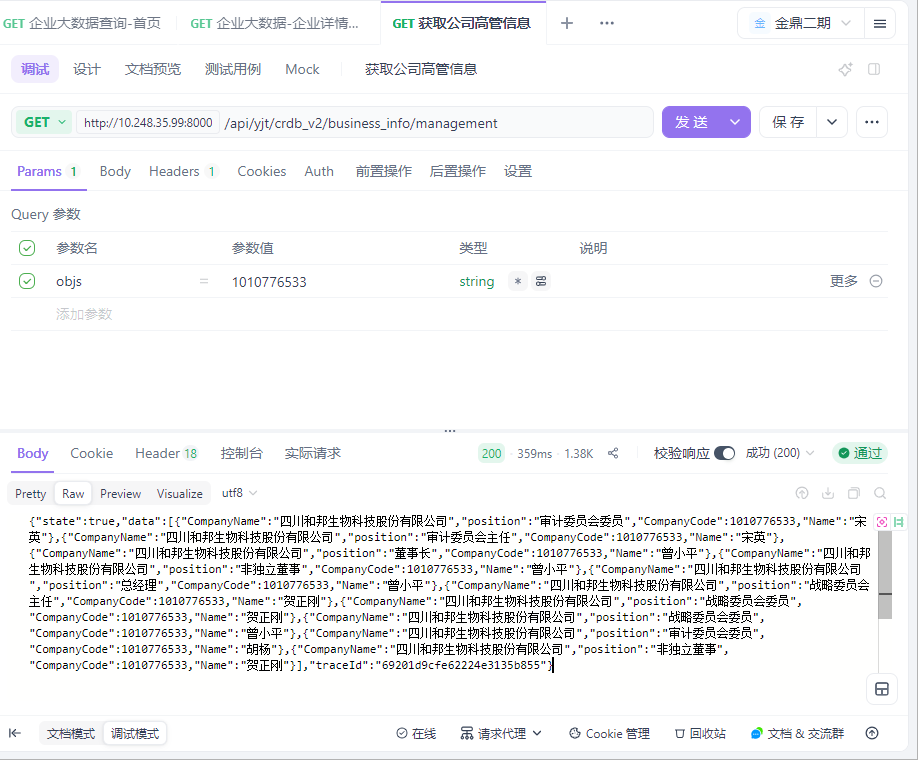 GET 企业大数据查询-首页 GET 企业大数据-企业详情... GET 获取公司高管信息 金 金鼎二期
调试 设计 文档预览 测试用例 Mock 获取公司高管信息
GET http://10.248.35.99:8000 /api/yjt/crdb_v2/business_info/management 发 送 保 存
Params 1 Body Headers 1 Cookies Auth 前置操作 后置操作 设置
Query 参数
参数名 参数值 类型 说明
objs = 1010776533 string * 更多
添加参数
Body Cookie Header 18 控制台 实际请求 200 · 359ms · 1.38K 校验响应 成功 (200) 通过
Pretty Raw Preview Visualize utf8
{"state":true,"data":[{"CompanyName":"四川和邦生物科技股份有限公司","position":"审计委员会委员","CompanyCode":1010776533,"Name":"宋
英"},{"CompanyName":"四川和邦生物科技股份有限公司","position":"审计委员会主任","CompanyCode":1010776533,"Name":"宋英"},
{"CompanyName":"四川和邦生物科技股份有限公司","position":"董事长","CompanyCode":1010776533,"Name":"曾小平"},{"CompanyName":"四川和邦
生物科技股份有限公司","position":"非独立董事","CompanyCode":1010776533,"Name":"曾小平"},{"CompanyName":"四川和邦生物科技股份有限公司
","position":"总经理","CompanyCode":1010776533,"Name":"曾小平"},{"CompanyName":"四川和邦生物科技股份有限公司","position":"战略委员会
主任","CompanyCode":1010776533,"Name":"贺正刚"},{"CompanyName":"四川和邦生物科技股份有限公司","position":"战略委员会委员",
"CompanyCode":1010776533,"Name":"贺正刚"},{"CompanyName":"四川和邦生物科技股份有限公司","position":"战略委员会委员",
"CompanyCode":1010776533,"Name":"曾小平"},{"CompanyName":"四川和邦生物科技股份有限公司","position":"审计委员会委员",
"CompanyCode":1010776533,"Name":"胡杨"},{"CompanyName":"四川和邦生物科技股份有限公司","position":"非独立董事",
"CompanyCode":1010776533,"Name":"贺正刚"}],"traceId":"69201d9cfe62224e3135b855"}
文档模式 调试模式 在线 请求代理 Cookie 管理 回收站 文档 & 交流群